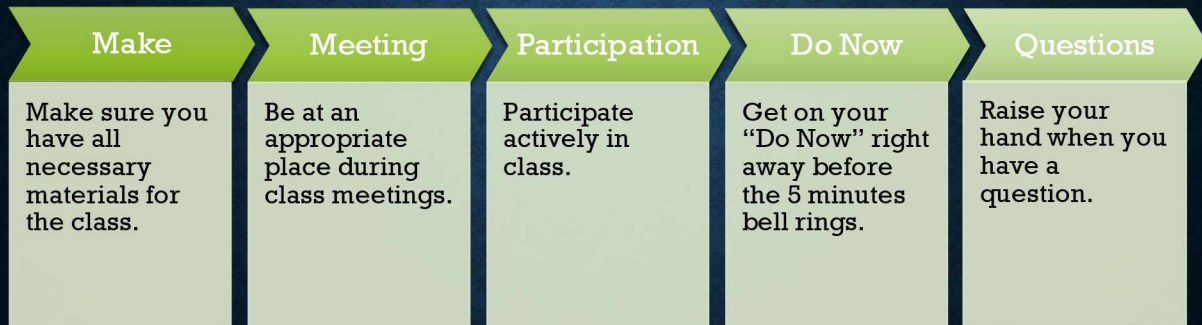 Make
Make sure you
have all
necessary
materials for
the class.
Meeting
Be at an
appropriate
place during
class meetings.
Participation
Participate
actively in
class.
Do Now
Get on your
“Do Now” right
away before
the 5 minutes
bell rings.
Questions
Raise your
hand when you
have a
question.